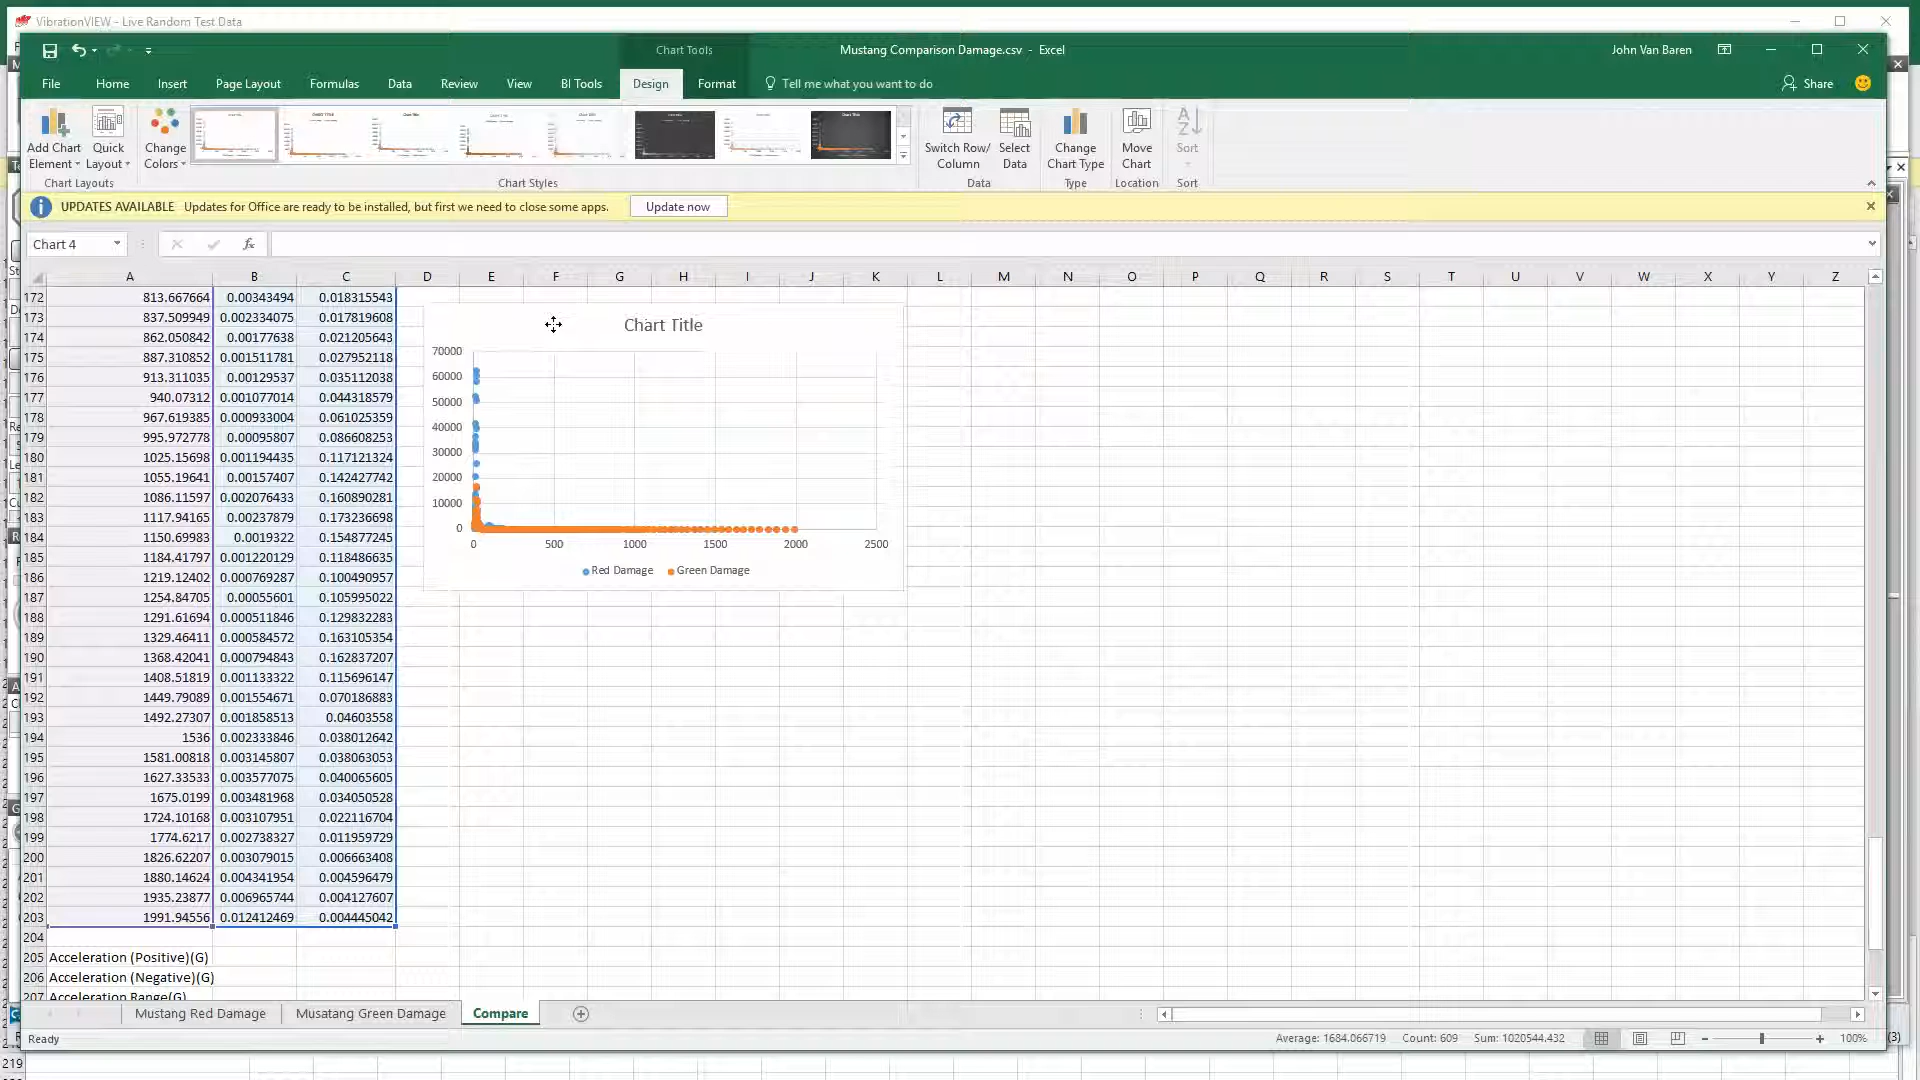 VibrationVIEW - Live Random Test Data
Chart Tools
Mustang Comparison Damage.csv - Excel
John Van Baren
File Home Insert Page Layout Formulas Data Review View BI Tools Design Format Tell me what you want to do Share
Add Chart Element
Quick Layout
Change Colors
Switch Row/ Column
Select Data
Change Chart Type
Move Chart
Sort
Chart Layouts Chart Styles Data Type Location Sort
UPDATES AVAILABLE Updates for Office are ready to be installed, but first we need to close some apps. Update now
Chart 4 fx
A B C D E F G H I J K L M N O P Q R S T U V W X Y Z
172 813.667664 0.00343494 0.018315543
173 837.509949 0.002334075 0.017819608
174 862.050842 0.00177638 0.021205643
175 887.310852 0.001511781 0.027952118
176 913.311035 0.00129537 0.035112038
177 940.07312 0.001077014 0.044318579
178 967.619385 0.000933004 0.061025359
179 995.972778 0.00095807 0.086608253
180 1025.15698 0.001194435 0.117121324
181 1055.19641 0.00157407 0.142427742
182 1086.11597 0.002076433 0.160890281
183 1117.94165 0.00237879 0.173236698
184 1150.69983 0.0019322 0.154877245
185 1184.41797 0.001220129 0.118486635
186 1219.12402 0.000769287 0.100490957
187 1254.84705 0.00055601 0.105995022
188 1291.61694 0.000511846 0.129832283
189 1329.46411 0.000584572 0.163105354
190 1368.42041 0.000794843 0.162837207
191 1408.51819 0.001133322 0.115696147
192 1449.79089 0.001554671 0.070186883
193 1492.27307 0.001858513 0.04603558
194 1536 0.002333846 0.038012642
195 1581.00818 0.003145807 0.038063053
196 1627.33533 0.003577075 0.040065605
197 1675.0199 0.003481968 0.034050528
198 1724.10168 0.003107951 0.022116704
199 1774.6217 0.002738327 0.011959729
200 1826.62207 0.003079015 0.006663408
201 1880.14624 0.004341954 0.004596479
202 1935.23877 0.006965744 0.004127607
203 1991.94556 0.012412469 0.004445042
204
205 Acceleration (Positive)(G)
206 Acceleration (Negative)(G)
207 Acceleration Range(G)
Chart Title
70000
60000
50000
40000
30000
20000
10000
0
0 500 1000 1500 2000 2500
Red Damage Green Damage
Mustang Red Damage Musatang Green Damage Compare
Ready
Average: 1684.066719 Count: 609 Sum: 1020544.432 100%
219